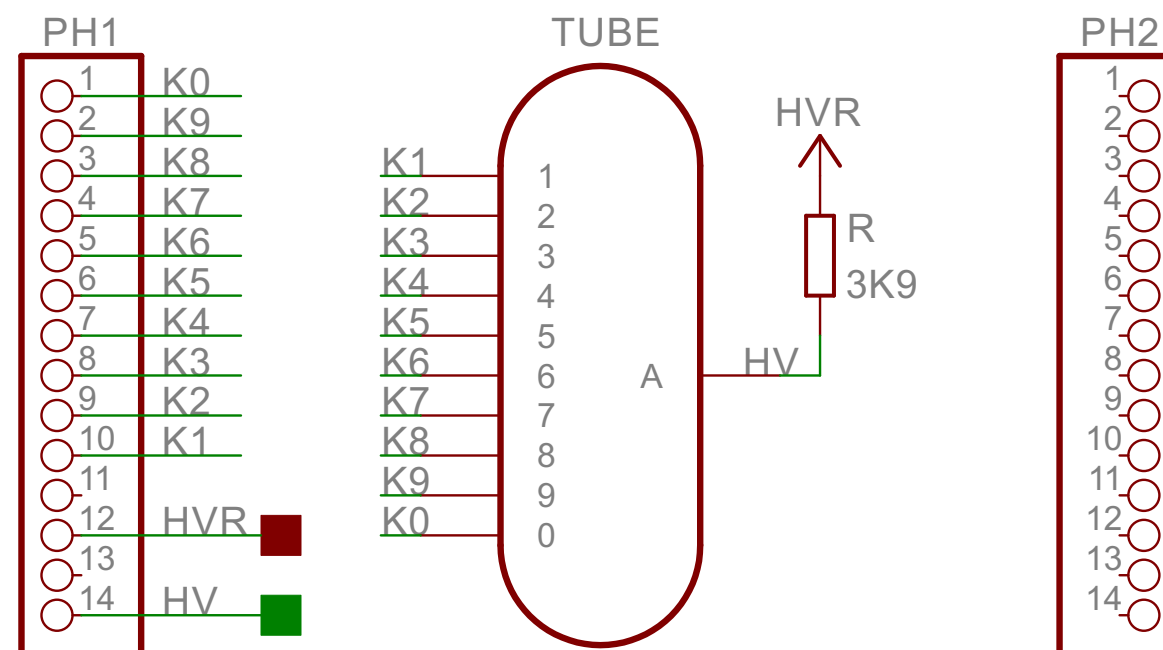 PH1
TUBE
PH2
1 K0
2 K9
3 K8
4 K7
5 K6
6 K5
7 K4
8 K3
9 K2
10 K1
11
12 HVR
13
14 HV
K1 1
K2 2
K3 3
K4 4
K5 5
K6 6
K7 7
K8 8
K9 9
K0 0
A HV
HVR
R
3K9
1
2
3
4
5
6
7
8
9
10
11
12
13
14